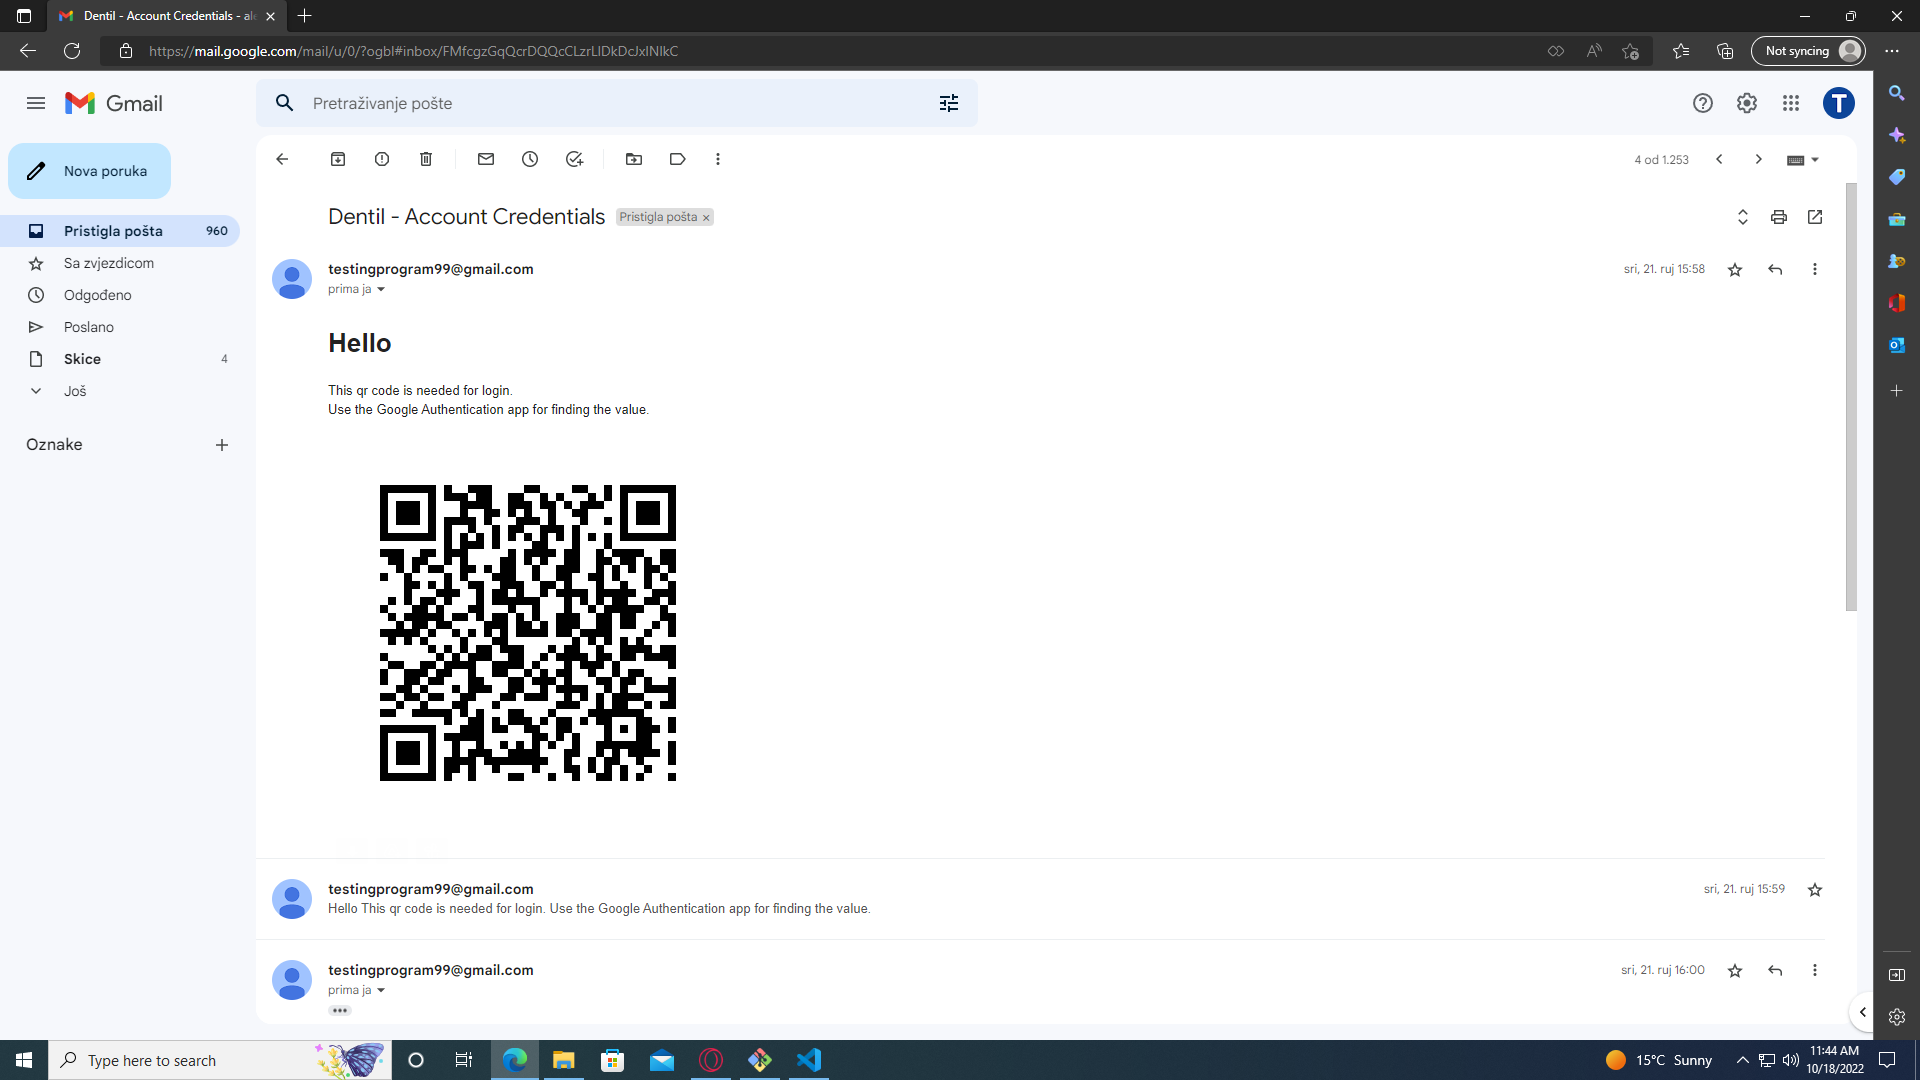 Dentil - Account Credentials - ale
https://mail.google.com/mail/u/0/?ogbl#inbox/FMfcgzGqQcrDQQcCLzrLlDkDcJxlNlkC
Not syncing
Gmail
Pretraživanje pošte
T
Nova poruka
4 od 1.253
Pristigla pošta 960
Sa zvjezdicom
Odgođeno
Poslano
Skice 4
Još
Oznake
Dentil - Account Credentials Pristigla pošta ×
testingprogram99@gmail.com sri, 21. ruj 15:58
prima ja
Hello
This qr code is needed for login.
Use the Google Authentication app for finding the value.
testingprogram99@gmail.com sri, 21. ruj 15:59
Hello This qr code is needed for login. Use the Google Authentication app for finding the value.
testingprogram99@gmail.com sri, 21. ruj 16:00
prima ja
Type here to search
15°C Sunny
11:44 AM
10/18/2022